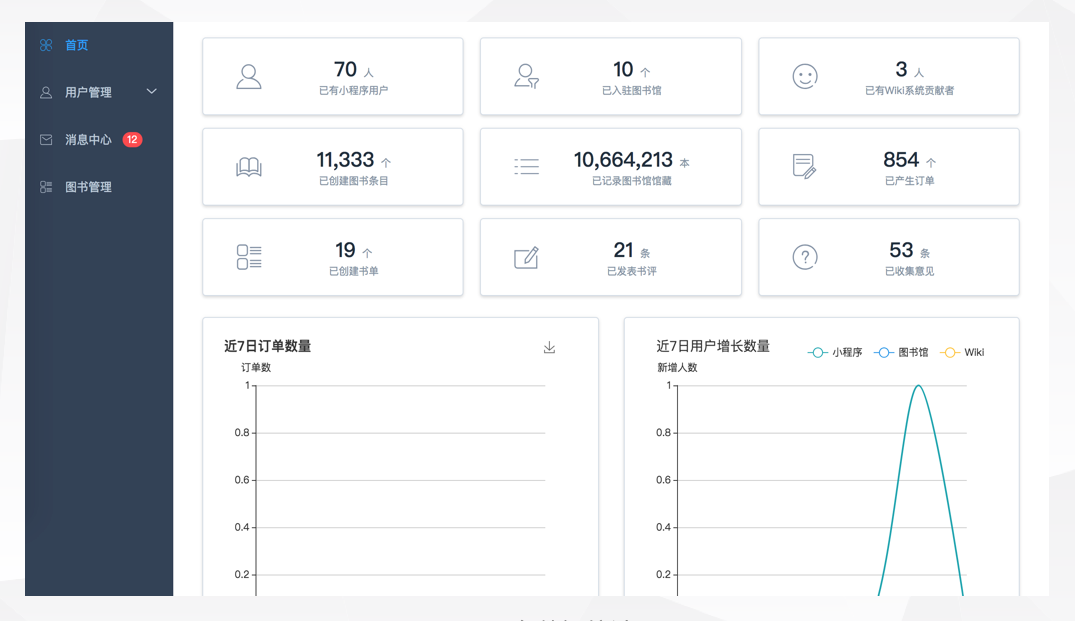 首页
用户管理
消息中心 12
图书管理
70 人
已有小程序用户
10 个
已入驻图书馆
3 人
已有Wiki系统贡献者
11,333 个
已创建图书条目
10,664,213 本
已记录图书馆馆藏
854 个
已产生订单
19 个
已创建书单
21 条
已发表书评
53 条
已收集意见
近7日订单数量
订单数
1
0.8
0.6
0.4
0.2
近7日用户增长数量
小程序 图书馆 Wiki
新增人数
1
0.8
0.6
0.4
0.2